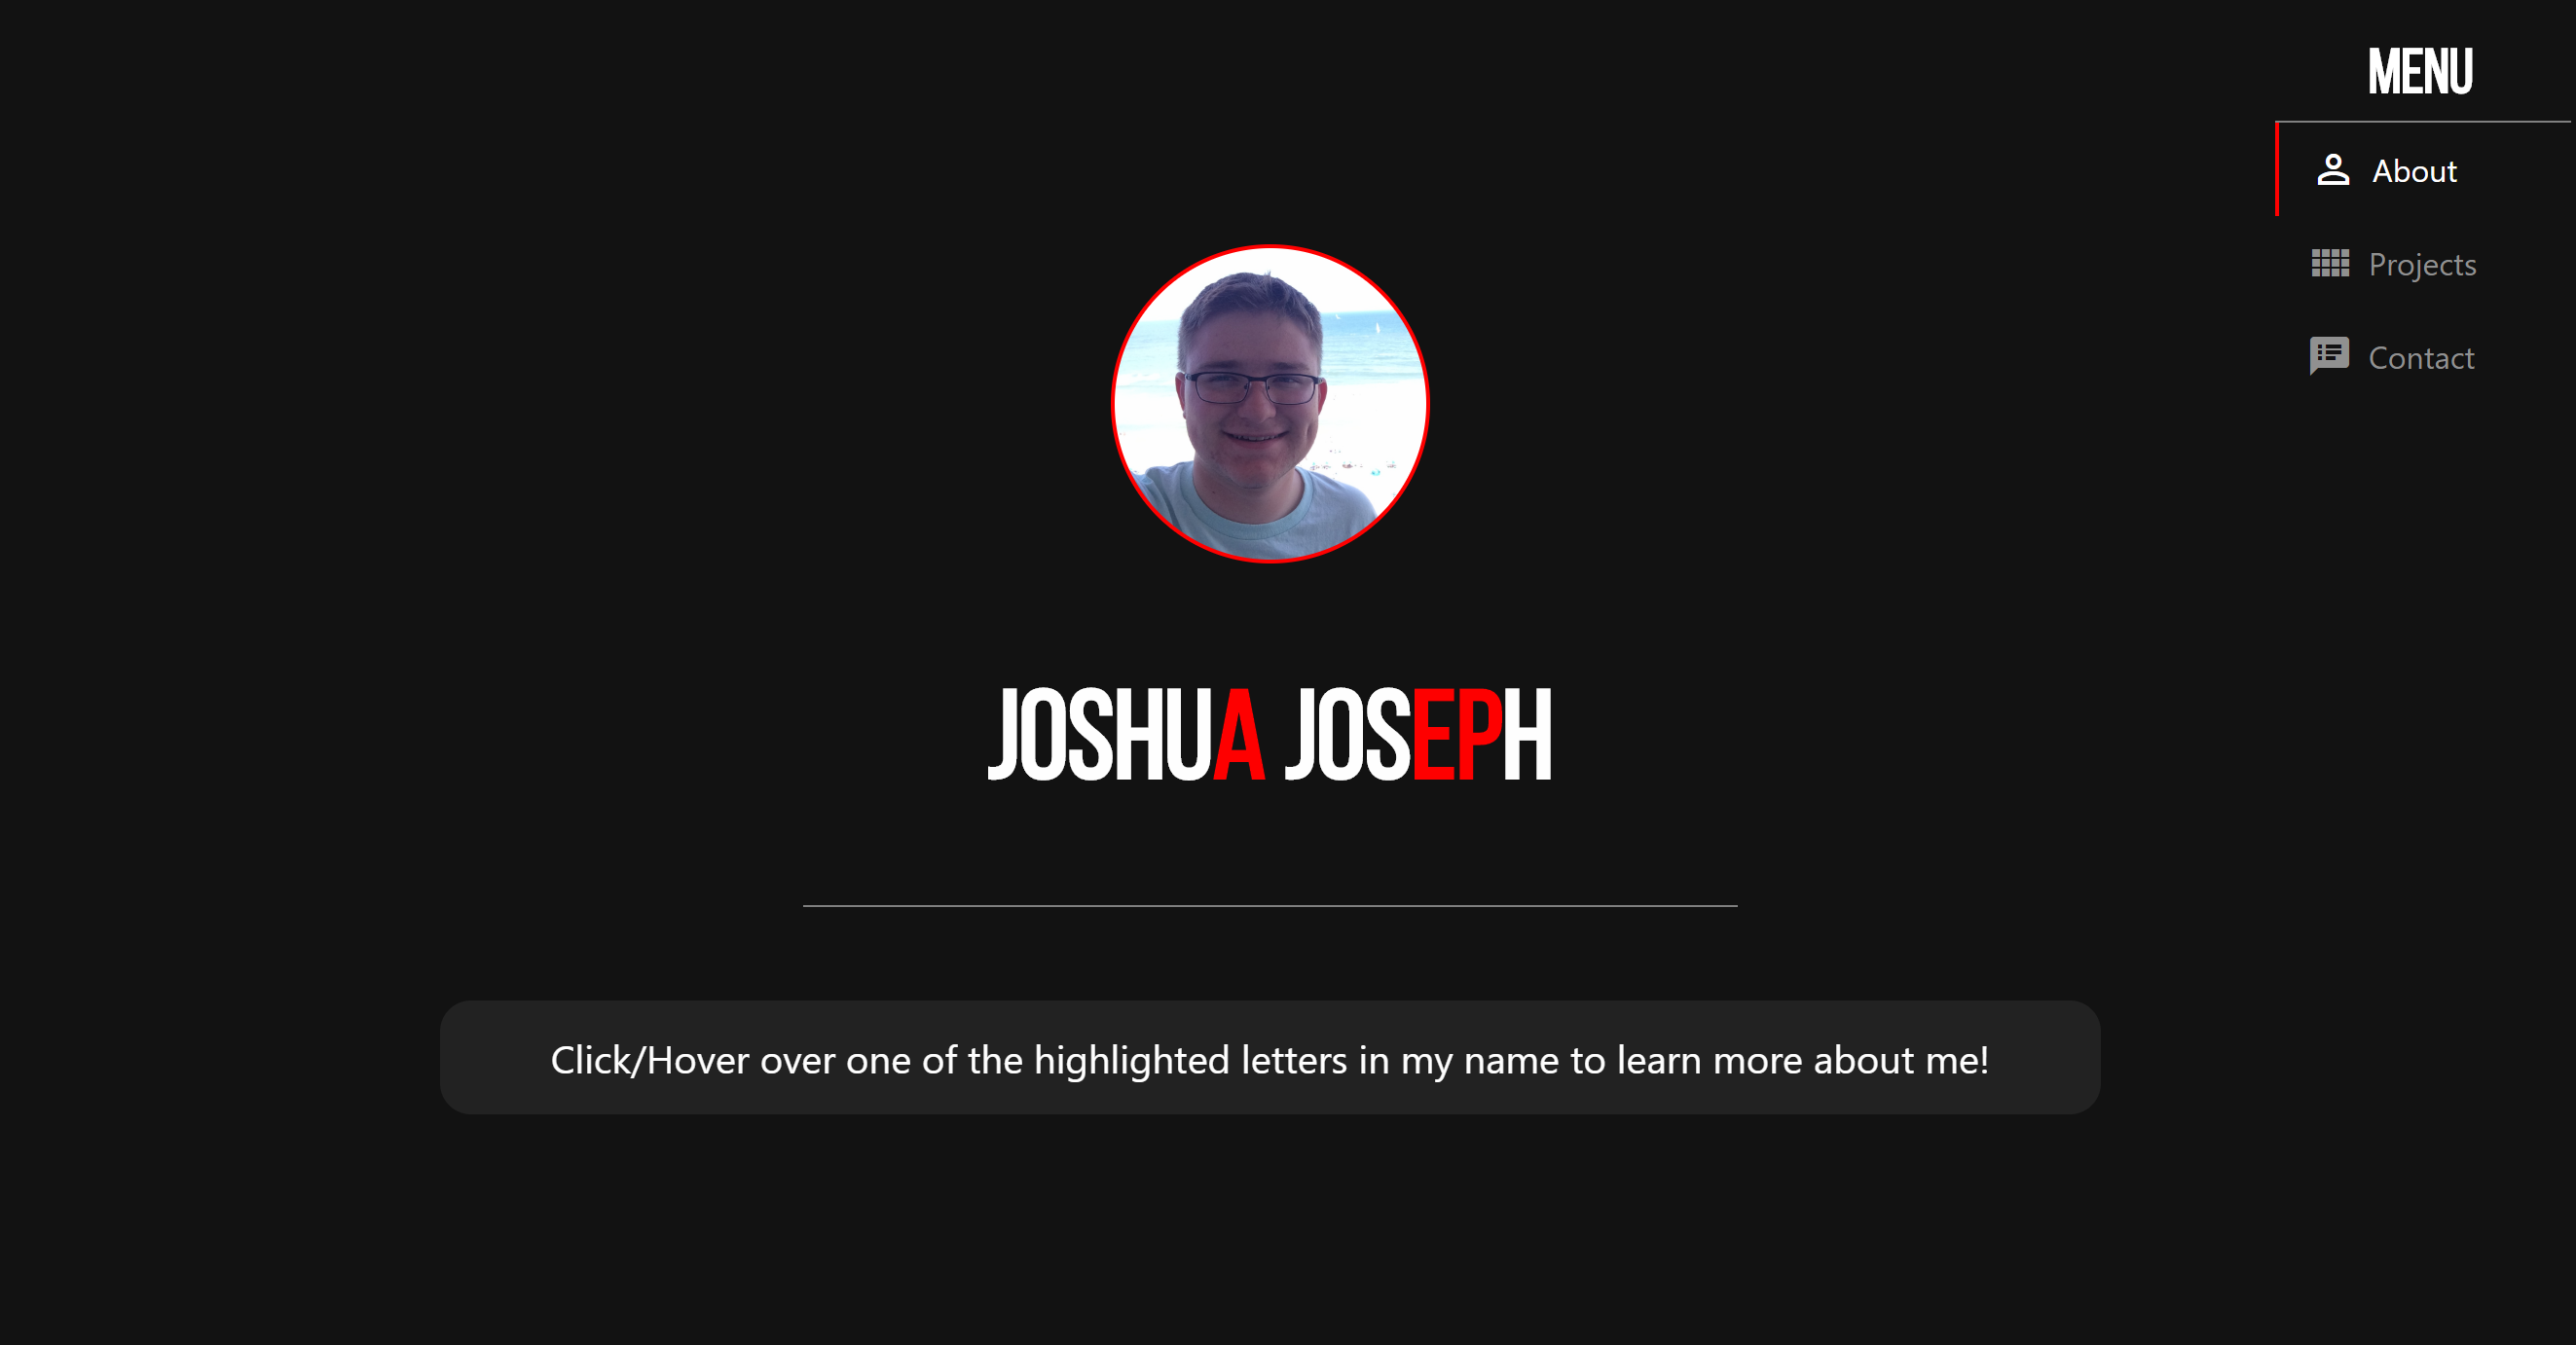 MENU
About
Projects
Contact
JOSHUA JOSEPH
Click/Hover over one of the highlighted letters in my name to learn more about me!